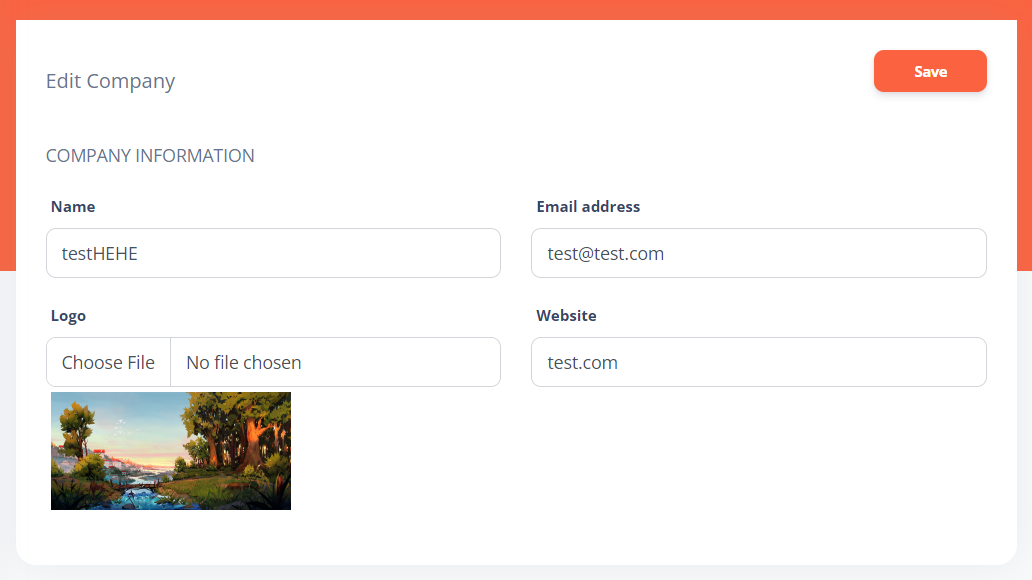 Edit Company
Save
COMPANY INFORMATION
Name
Email address
testHEHE
test@test.com
Logo
Website
Choose File No file chosen
test.com